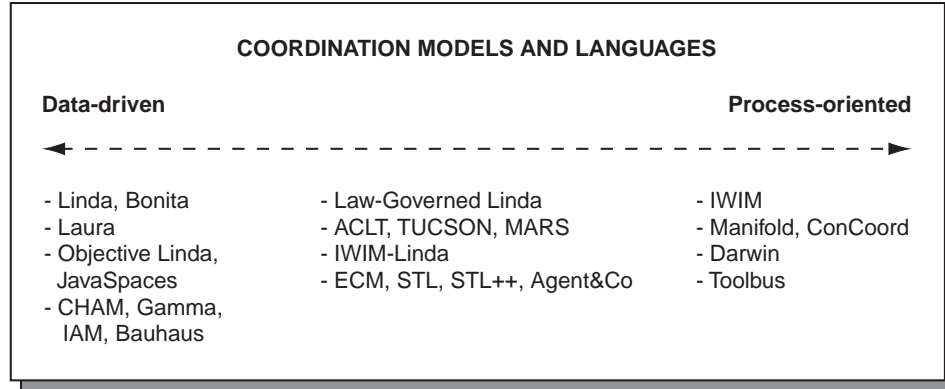 COORDINATION MODELS AND LANGUAGES
Data-driven
Process-oriented
- Linda, Bonita
- Laura
- Objective Linda,
JavaSpaces
- CHAM, Gamma,
IAM, Bauhaus
- Law-Governed Linda
- ACLT, TUCSON, MARS
- IWIM-Linda
- ECM, STL, STL++, Agent&Co
- IWIM
- Manifold, ConCoord
- Darwin
- Toolbus